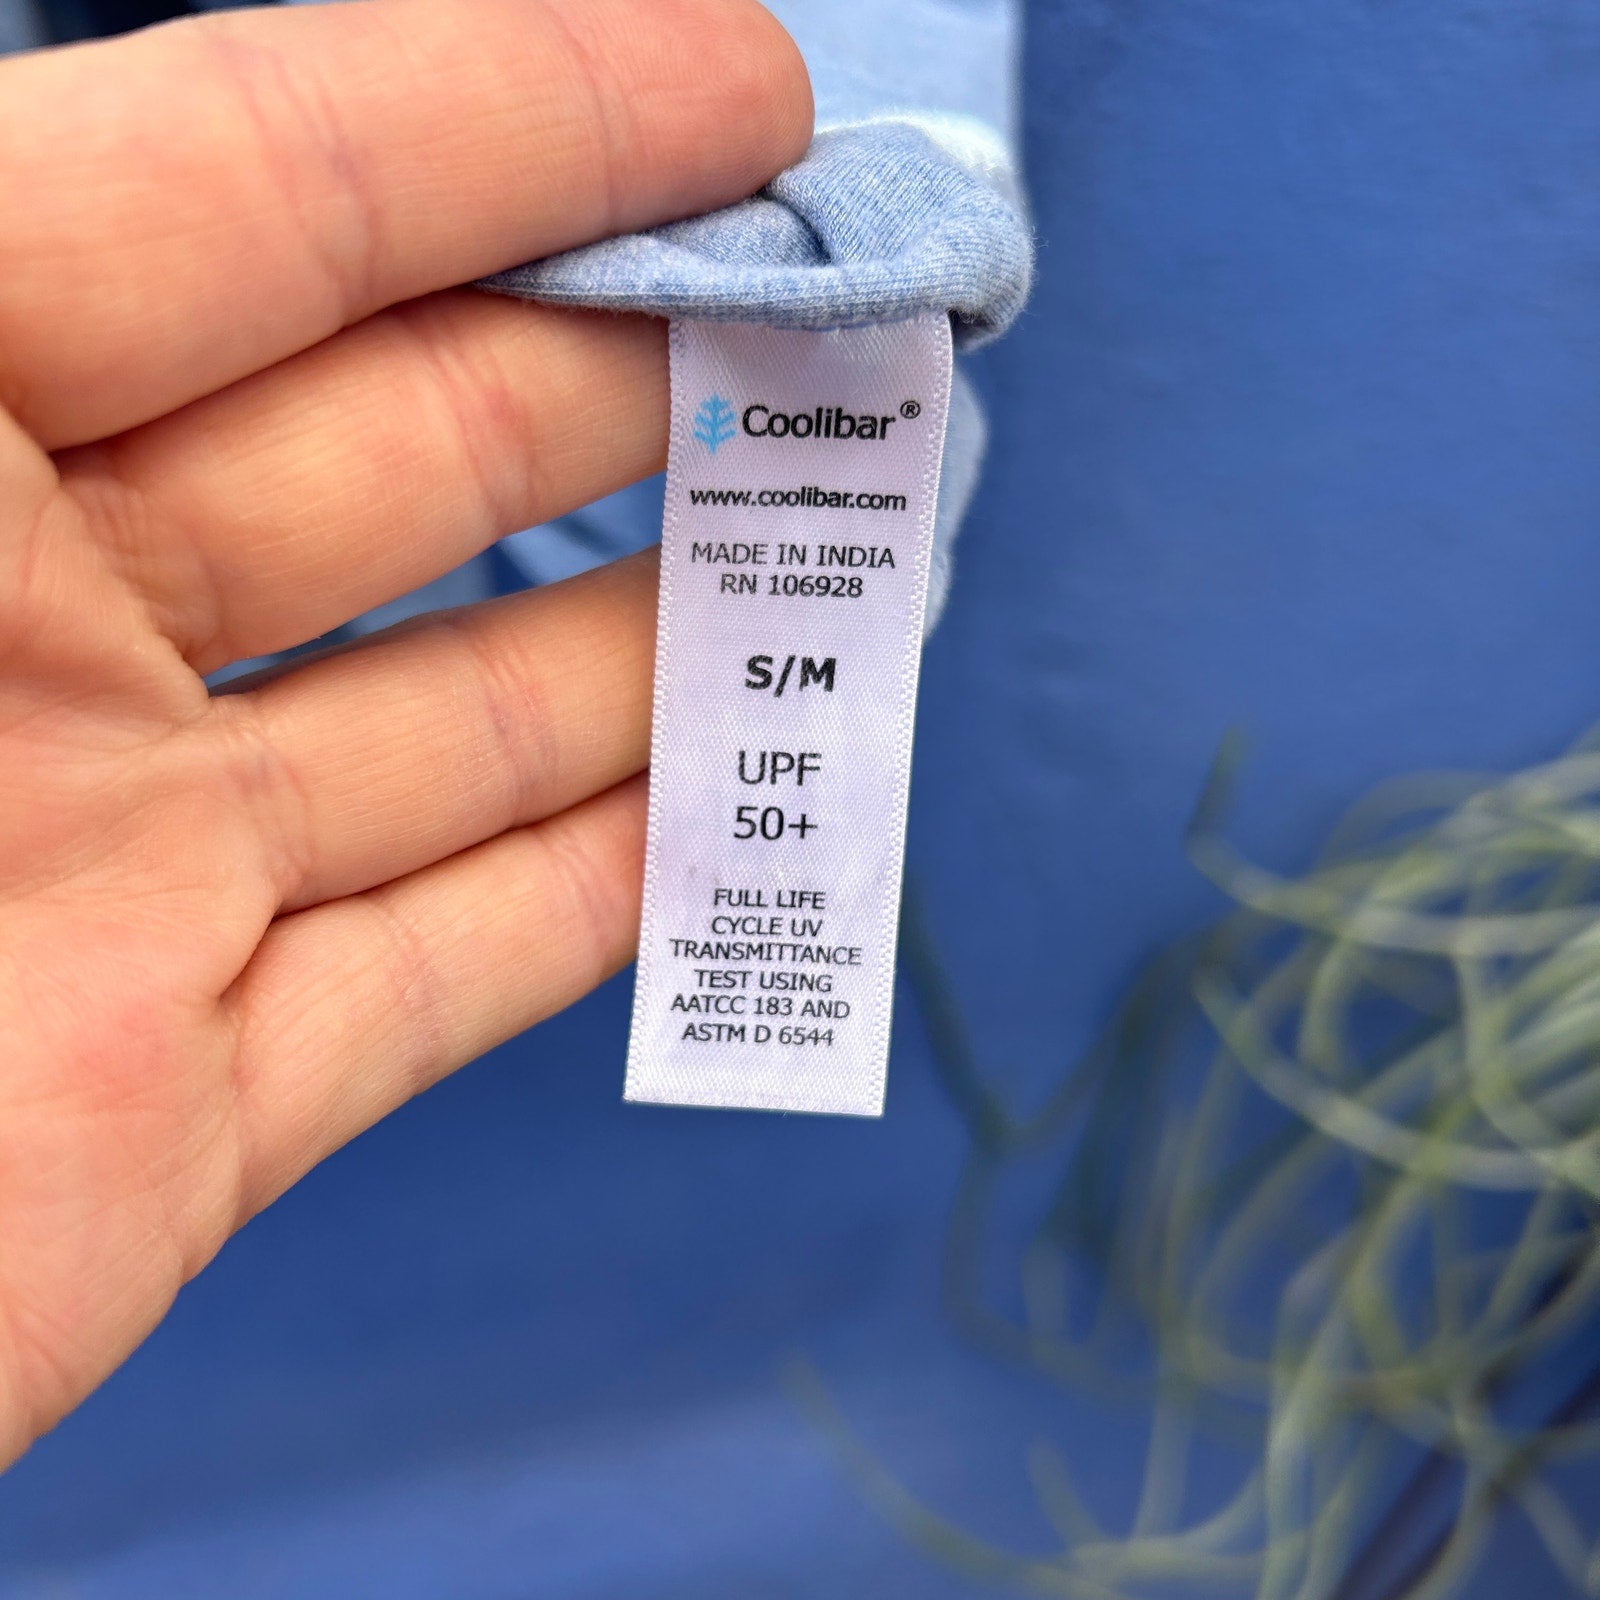 Coolibar®
www.coolibar.com
MADE IN INDIA
RN 106928
S/M
UPF
50+
FULL LIFE
CYCLE UV
TRANSMITTANCE
TEST USING
AATCC 183 AND
ASTM D 6544